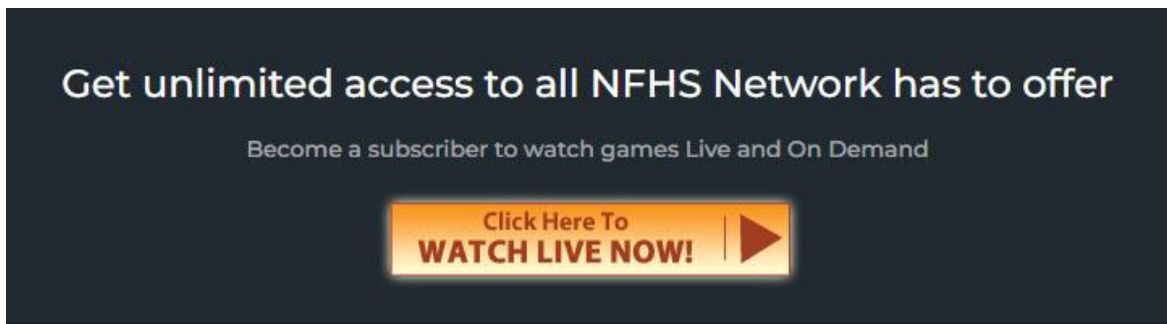 Get unlimited access to all NFHS Network has to offer
Become a subscriber to watch games Live and On Demand
Click Here To
WATCH LIVE NOW!